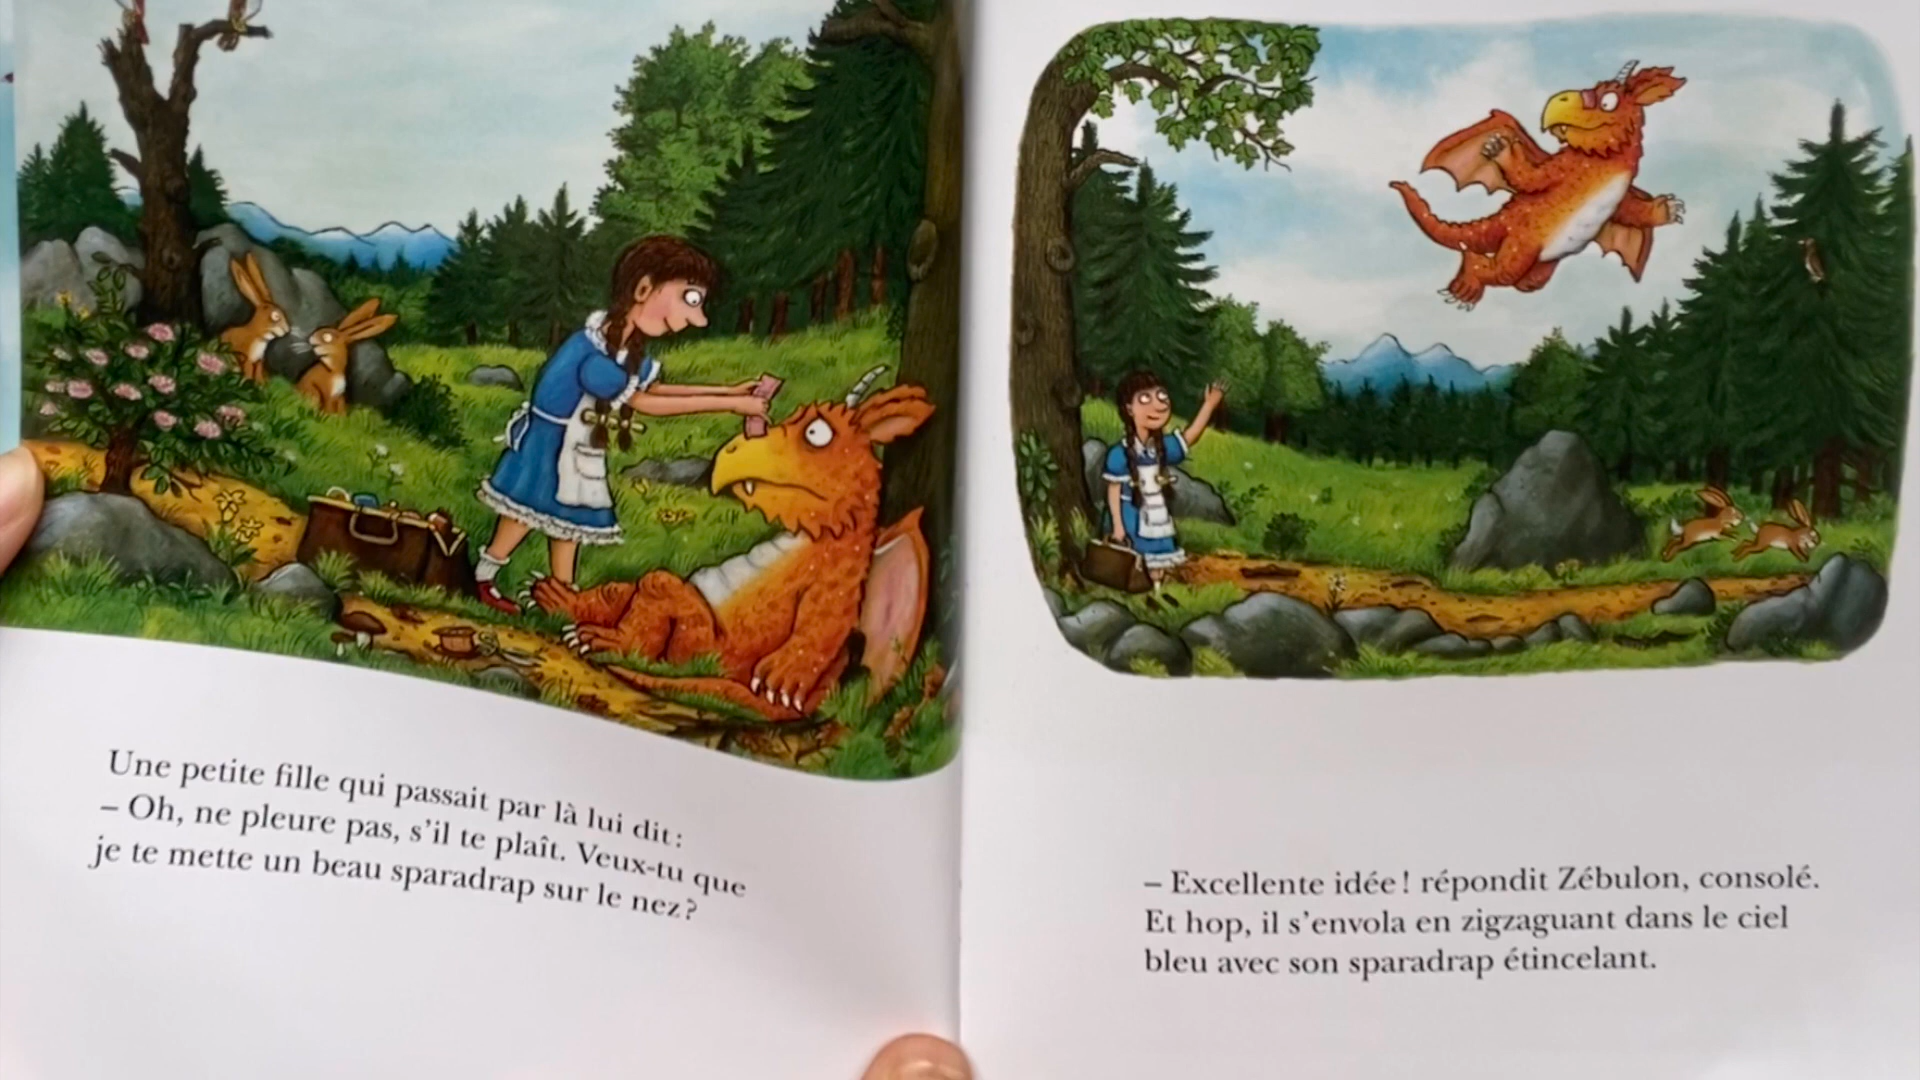 Une petite fille qui passait par là lui dit :
– Oh, ne pleure pas, s'il te plaît. Veux-tu que
je te mette un beau sparadrap sur le nez ?
– Excellente idée ! répondit Zébulon, consolé.
Et hop, il s'envola en zigzaguant dans le ciel
bleu avec son sparadrap étincelant.